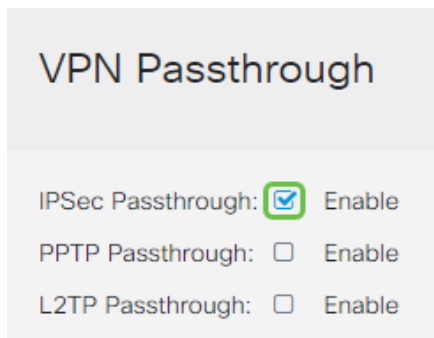 VPN Passthrough
IPSec Passthrough: Enable
PPTP Passthrough: Enable
L2TP Passthrough: Enable